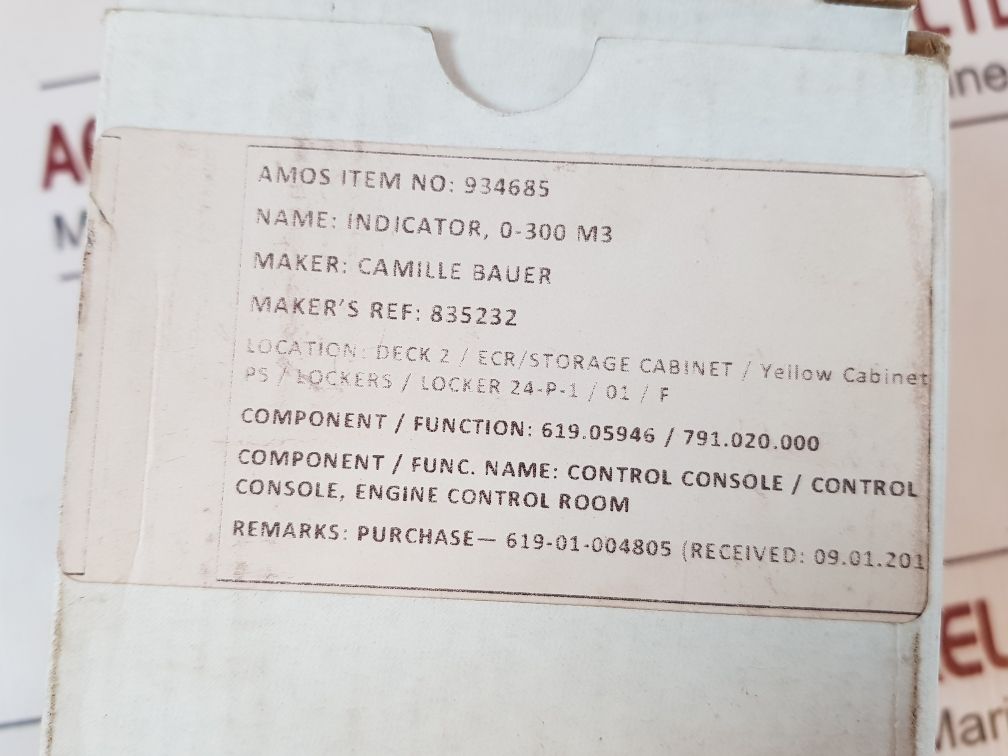 AMOS ITEM NO: 934685
NAME: INDICATOR, 0-300 M3
MAKER: CAMILLE BAUER
MAKER'S REF: 835232
LOCATION: DECK 2 / ECR/STORAGE CABINET / Yellow Cabinet
PS / LOCKERS / LOCKER 24-P-1 / 01 / F
COMPONENT / FUNCTION: 619.05946 / 791.020.000
COMPONENT / FUNC. NAME: CONTROL CONSOLE / CONTROL
CONSOLE, ENGINE CONTROL ROOM
REMARKS: PURCHASE— 619-01-004805 (RECEIVED: 09.01.201